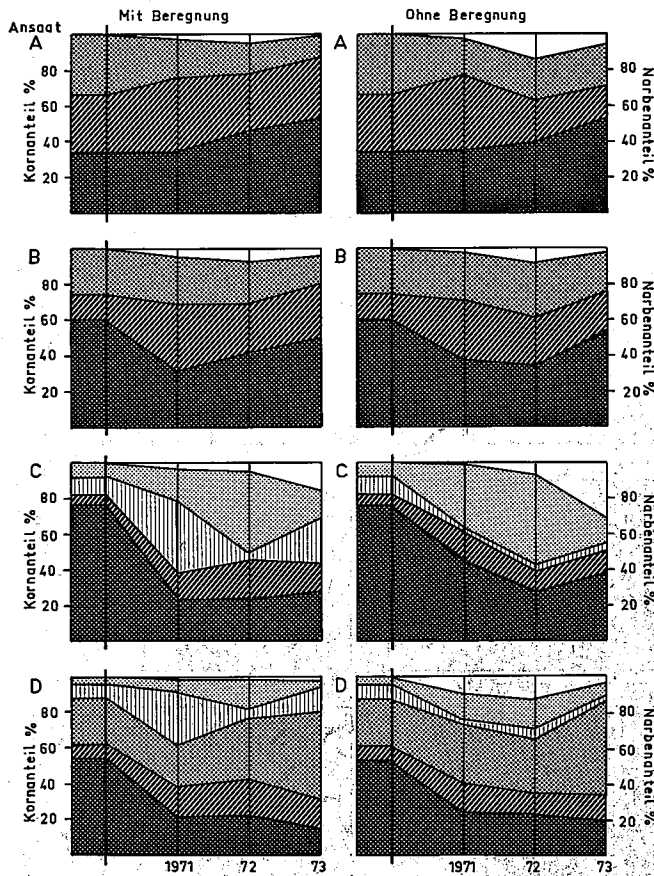 Mit Beregnung
Ohne Beregnung
Ansaat
A
A
Kornanteil %
80
60
40
20
80
60
40
20
Narbenanteil %
B
B
Kornanteil %
80
60
40
20
80
60
40
20
Narbenanteil %
C
C
Kornanteil %
80
60
40
20
80
60
40
20
Narbenanteil %
D
D
Kornanteil %
80
60
40
20
80
60
40
20
Narbenahteil %
1971 72 73
1971 72 73